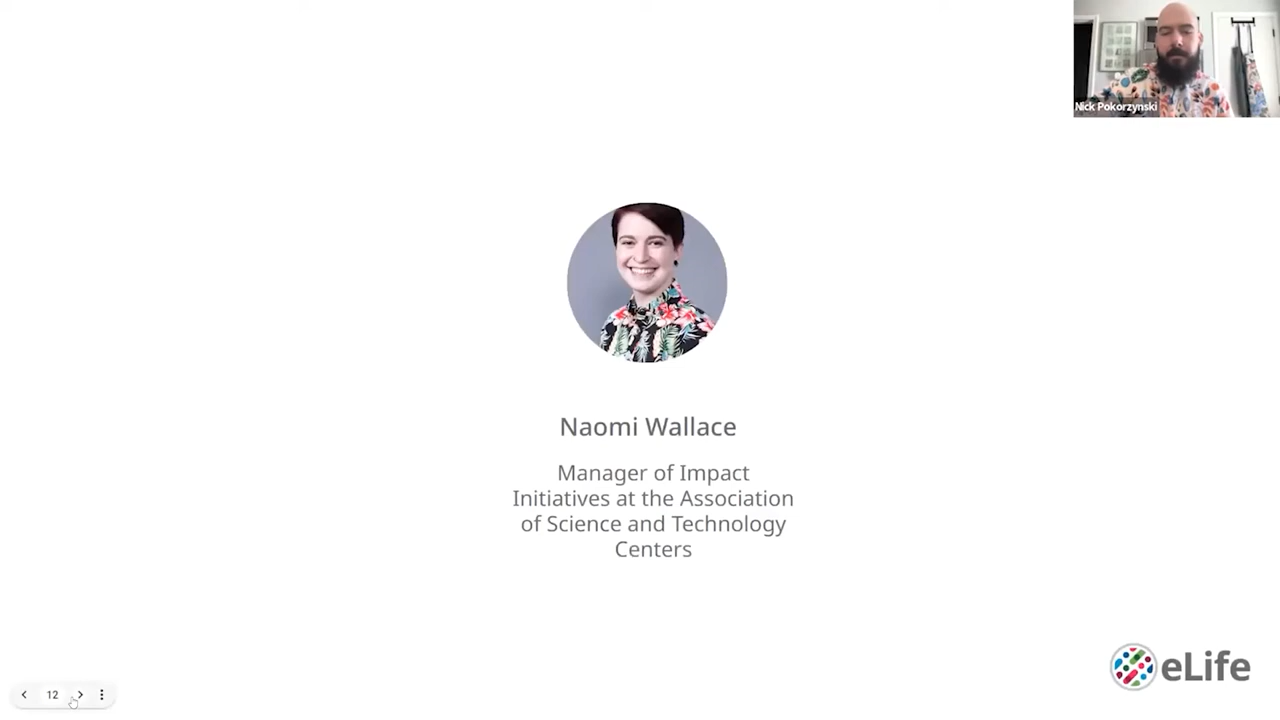 Nick Pokorzynski
Naomi Wallace
Manager of Impact
Initiatives at the Association
of Science and Technology
Centers
eLife
12